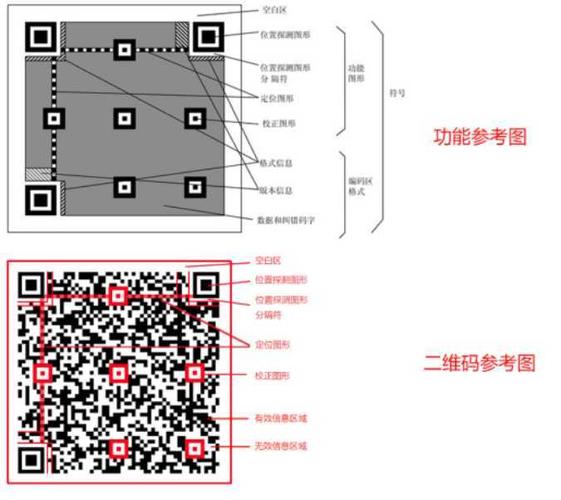 空白区
位置探测图形
位置探测图形
分 隔符
定位图形
校正图形
格式信息
版本信息
数据和纠错码字
功能
图形
编码区
格式
符号
功能参考图
空白区
位置探测图形
位置探测图形
分隔符
定位图形
校正图形
有效信息区域
无效信息区域
二维码参考图